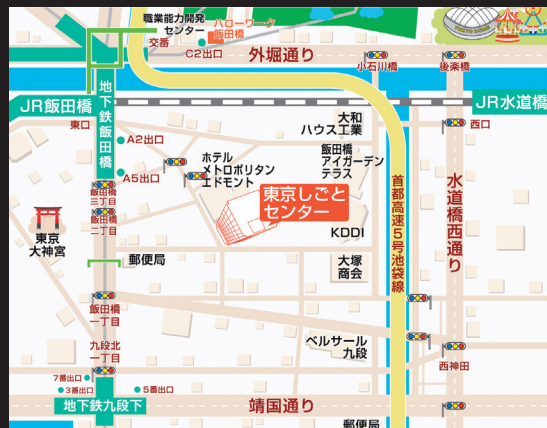 職業能力開発
センター
ハローワーク
飯田橋
交番
C2出口
外堀通り
小石川橋
後楽橋
地下鉄飯田橋
JR飯田橋
JR水道橋
東口
西口
A2出口
大和
ハウス工業
ホテル
メトロポリタン
エドモント
飯田橋
アイガーデン
テラス
A5出口
飯田橋
三丁目
東京しごと
センター
首都高速5号池袋線
水道橋西通り
飯田橋
二丁目
東京
大神宮
KDDI
郵便局
大塚
商会
飯田橋
一丁目
九段北
一丁目
ベルサール
九段
西神田
7番出口
3番出口
5番出口
地下鉄九段下
靖国通り
郵便局